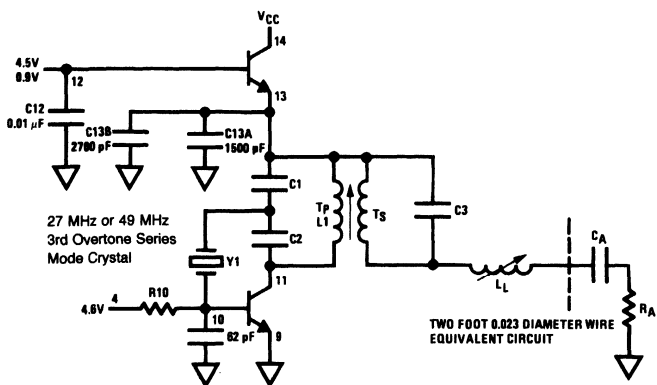 VCC
14
4.5V
0.9V
12
13
C12
0.01 µF
C13B
2700 pF
C13A
1500 pF
C1
27 MHz or 49 MHz
3rd Overtone Series
Mode Crystal
TP
L1
TS
C3
Y1
C2
CA
11
LL
4
4.6V
R10
10
RA
62 pF
9
TWO FOOT 0.023 DIAMETER WIRE
EQUIVALENT CIRCUIT